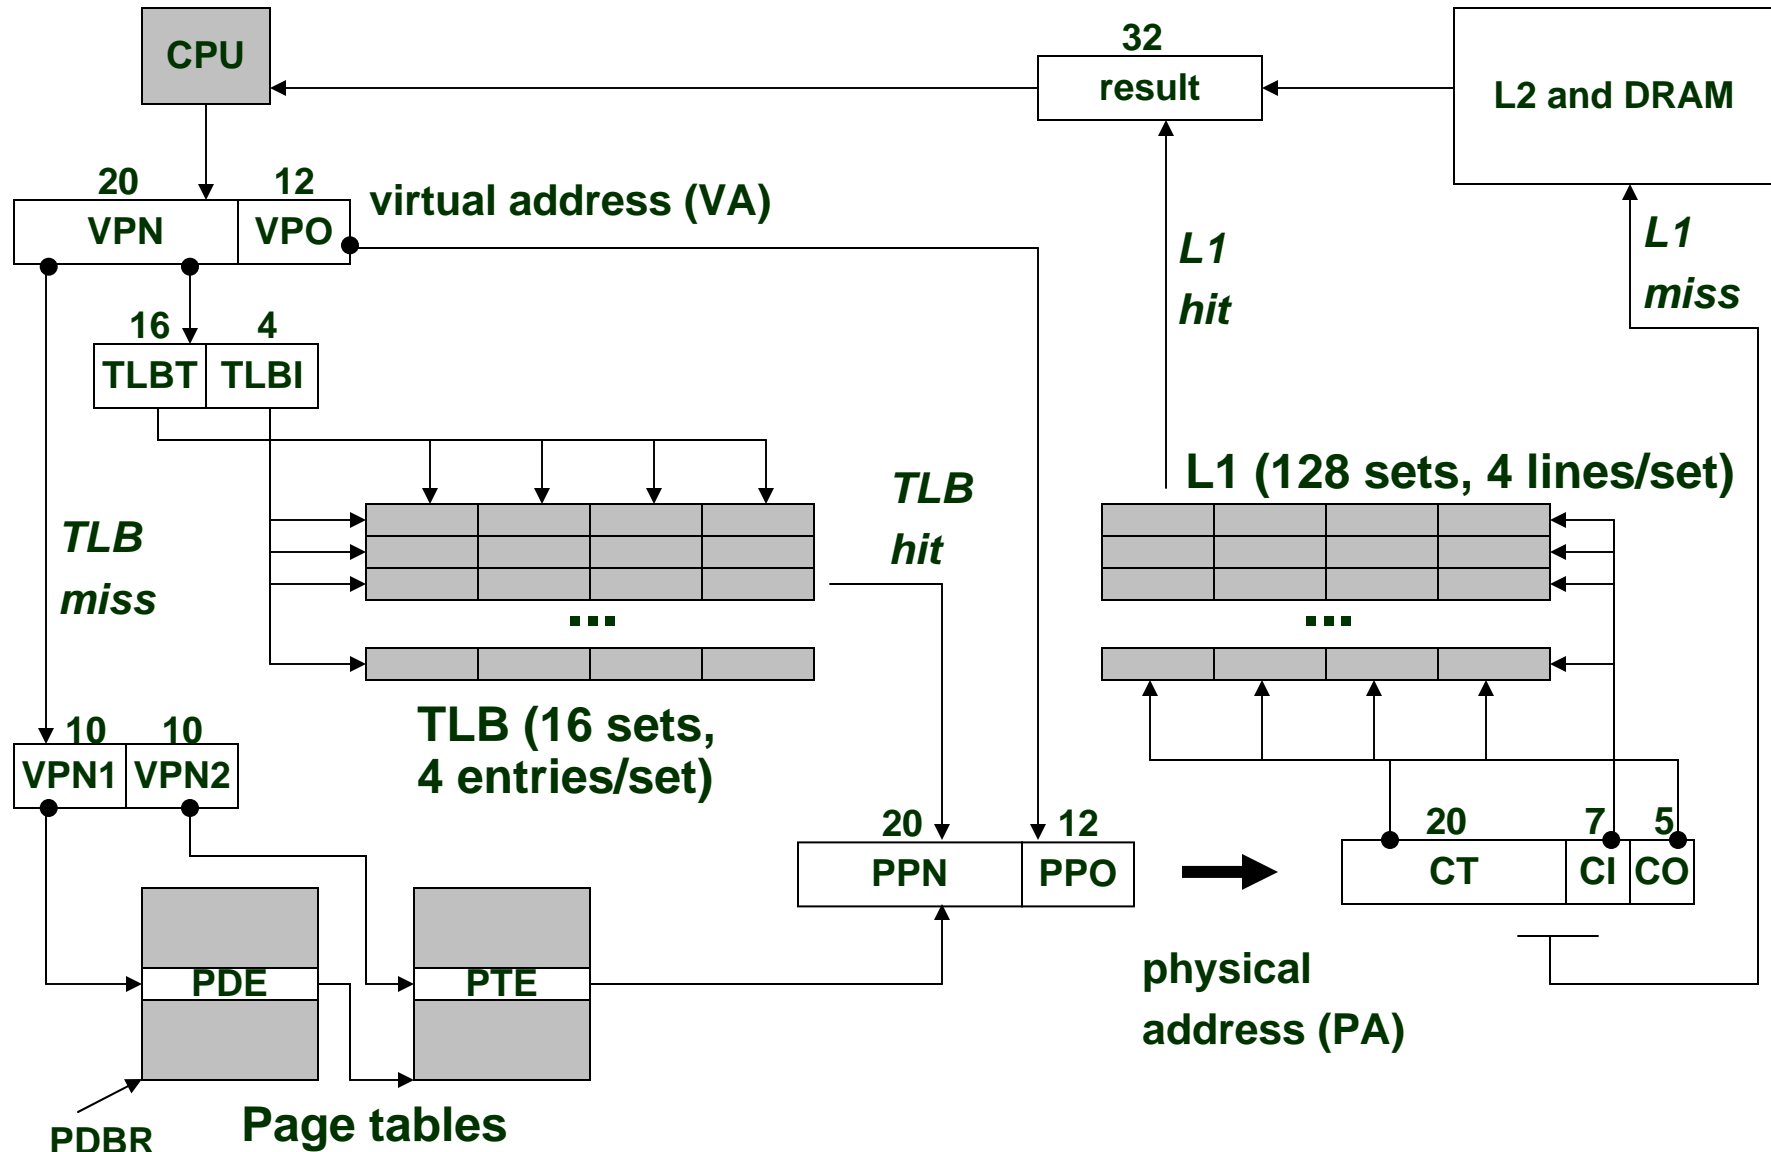 CPU
32
result
L2 and DRAM
20 12
VPN VPO
virtual address (VA)
L1
hit
L1
miss
16 4
TLBT TLBI
TLB
miss
TLB
hit
L1 (128 sets, 4 lines/set)
...
...
TLB (16 sets,
4 entries/set)
10 10
VPN1 VPN2
20 12
PPN PPO
20 7 5
CT CI CO
PDE
PTE
physical
address (PA)
PDBR
Page tables